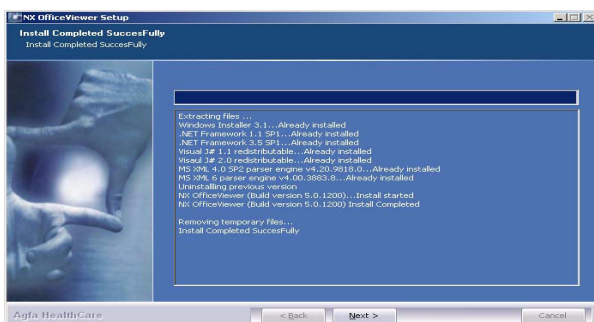 NX OfficeViewer Setup
Install Completed SuccesFully
Install Completed SuccesFully
Extracting files ...
Windows Installer 3.1...Already installed
.NET Framework 1.1 SP1...Already installed
.NET Framework 3.5 SP1...Already installed
Visual J# 1.1 redistributable...Already installed
Visaul J# 2.0 redistributable...Already installed
MS XML 4.0 SP2 parser engine v4.20.9818.0...Already installed
MS XML 6 parser engine v4.00.3883.8...Already installed
Uninstallling previous version
NX OfficeViewer (Build version 5.0.1200)...Install started
NX OfficeViewer (Build version 5.0.1200) Install Completed
Removing temporary files...
Install Completed SuccesFully
Agfa HealthCare
< Back
Next >
Cancel